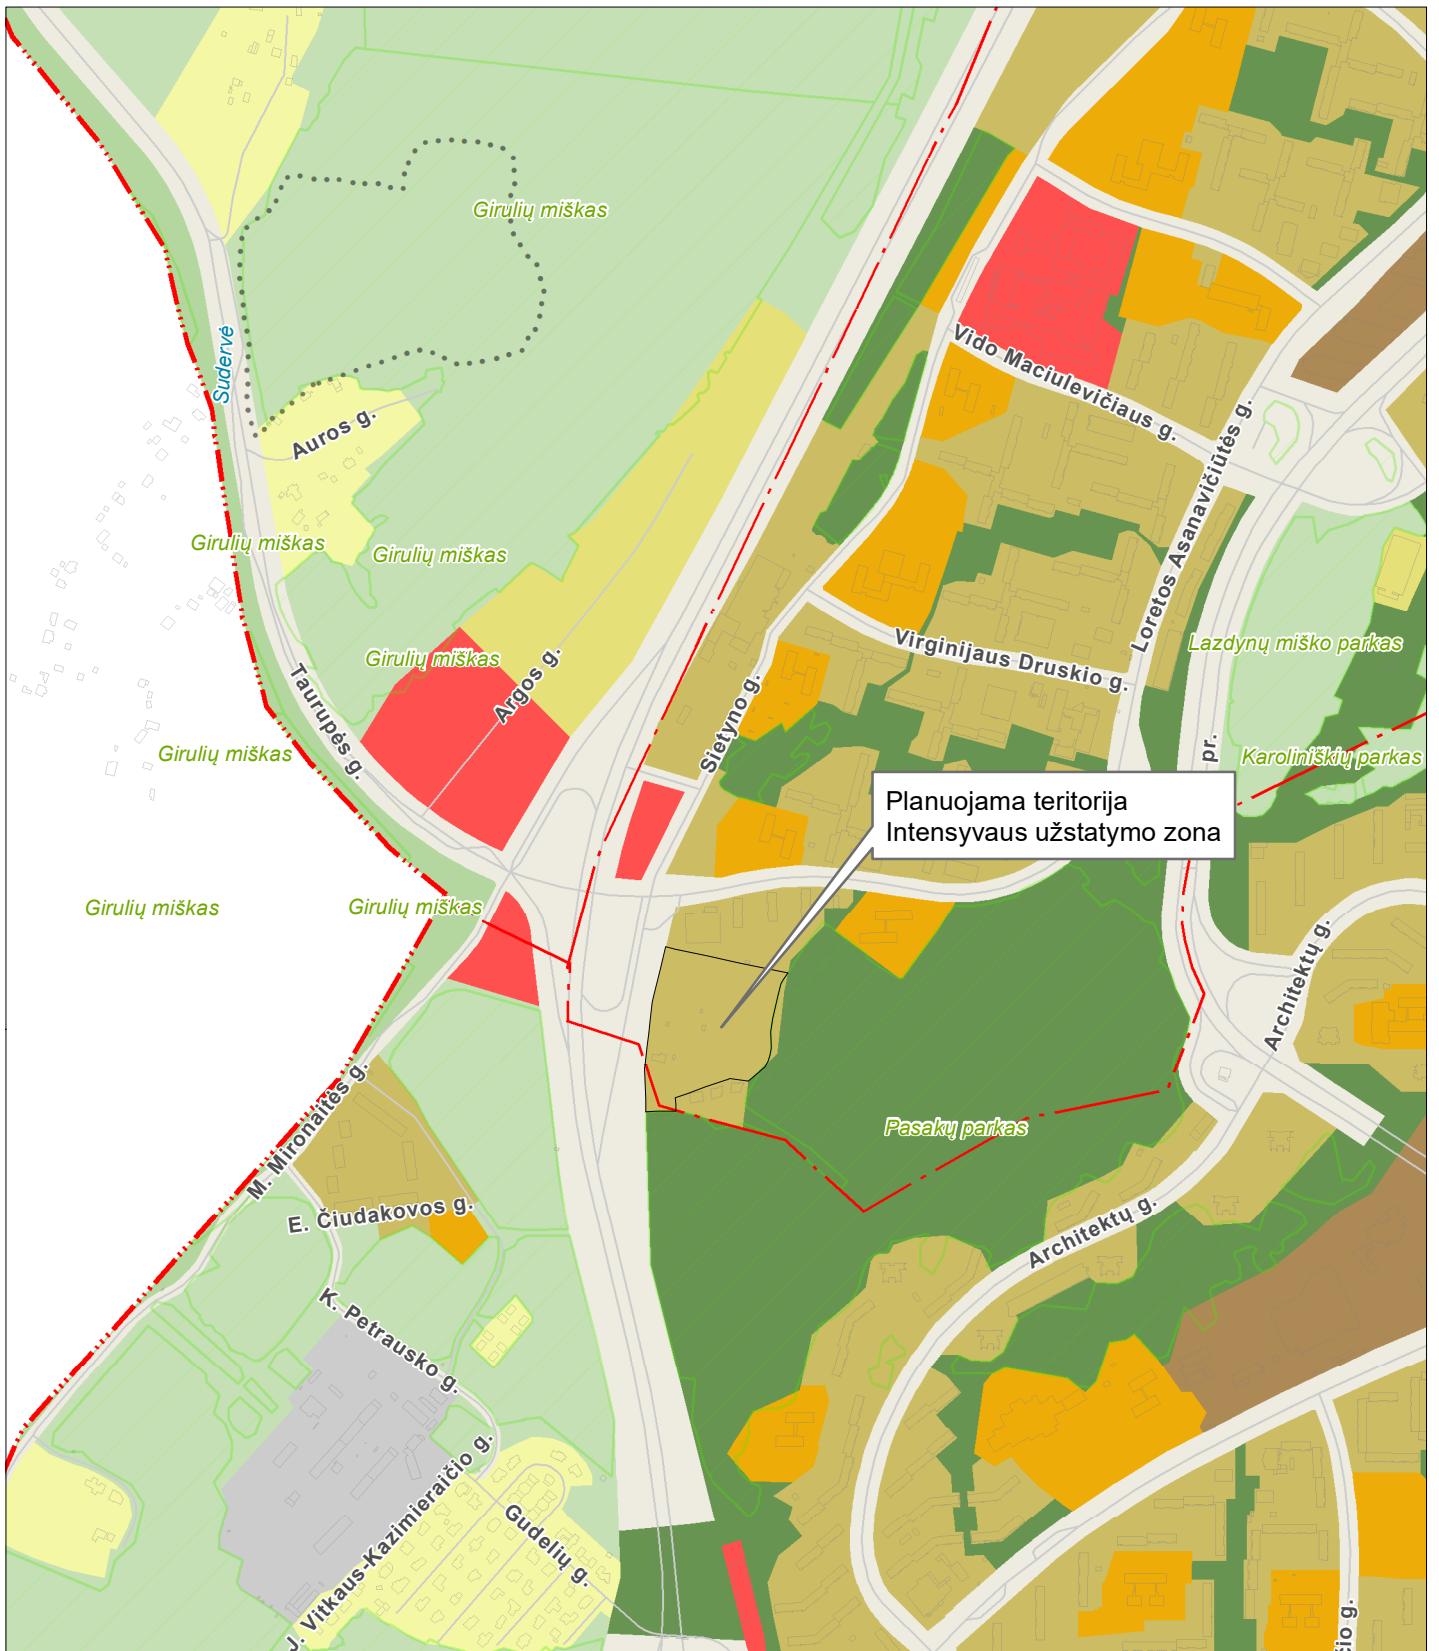 Girulių miškas
Sudervė
Vido Maciulevičiaus g.
Auros g.
Loretos Asanavičiūtės g.
Girulių miškas
Girulių miškas
Virginijaus Druskio g.
Lazdynų miško parkas
Girulių miškas
Argos g.
Taurupės g.
Sietyno g.
Girulių miškas
pr.
Karoliniškių parkas
Planuojama teritorija
Intensyvaus užstatymo zona
Girulių miškas
Girulių miškas
Architektų g.
M. Mironaitės g.
Pasakų parkas
E. Čiudakovos g.
Architektų g.
K. Petrausko g.
J. Vitkaus-Kazimieraičio g.
Gudelių g.
šio g.